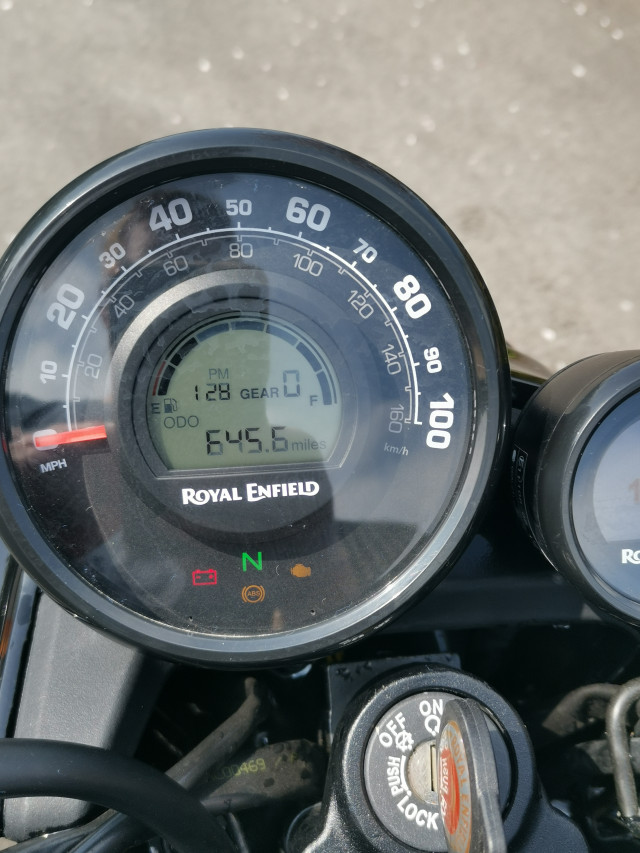 10 20 30 40 50 60 70 80 90 100
20 40 60 80 100 120 140 160
MPH
km/h
PM
1 28 GEAR 0
E F
ODO
645.6 miles
ROYAL ENFIELD
N
ABS
OFF ON
PUSH
LOCK